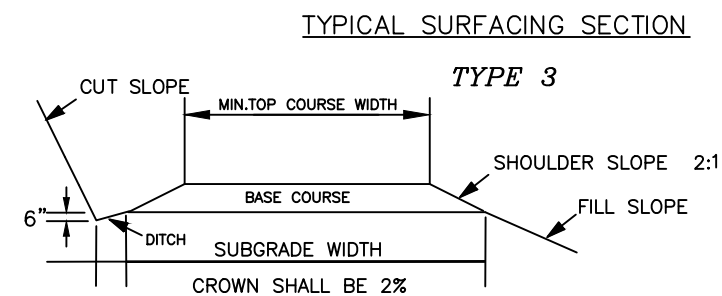 TYPICAL SURFACING SECTION
TYPE 3
CUT SLOPE
MIN.TOP COURSE WIDTH
SHOULDER SLOPE 2:1
BASE COURSE
FILL SLOPE
6"
DITCH
SUBGRADE WIDTH
CROWN SHALL BE 2%